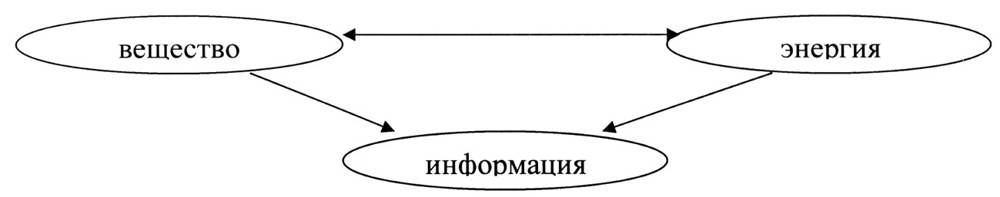 вещество
энергия
информация